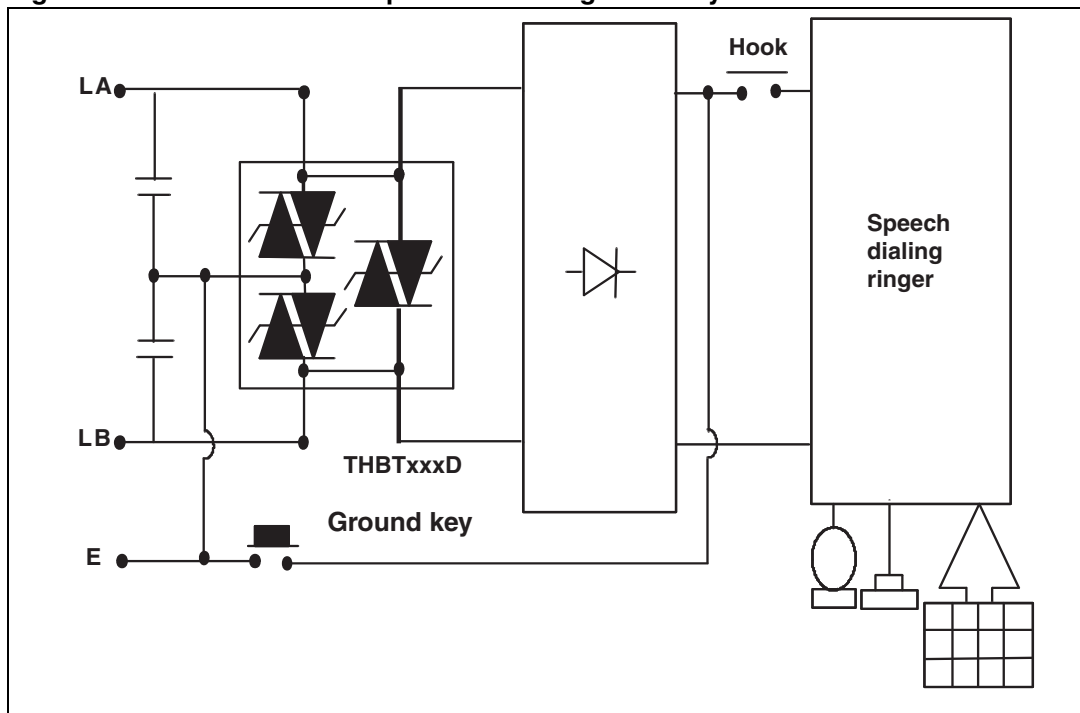 Hook
LA
Speech
dialing
ringer
LB
THBTxxxD
Ground key
E